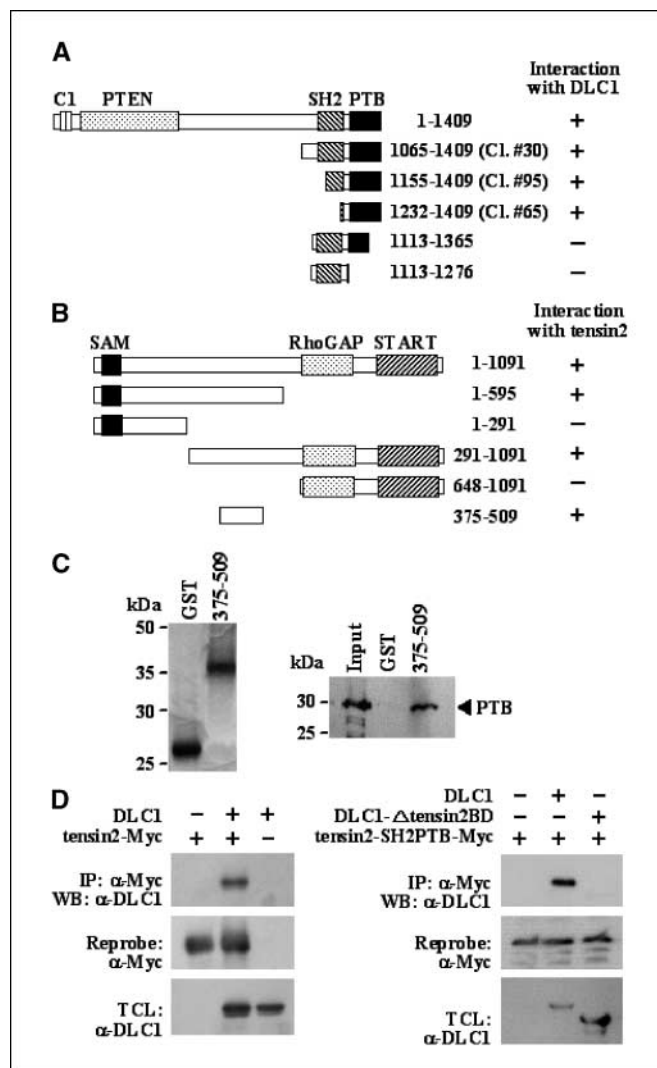 A
Interaction
with DLC1
C1 PTEN SH2 PTB
1-1409 +
1065-1409 (Cl. #30) +
1155-1409 (Cl. #95) +
1232-1409 (Cl. #65) +
1113-1365 −
1113-1276 −
B
Interaction
with tensin2
SAM RhoGAP START
1-1091 +
1-595 +
1-291 −
291-1091 +
648-1091 −
375-509 +
C
kDa GST 375-509
50 -
35 -
30 -
25 -
kDa Input GST 375-509
30 -
25 -
PTB
D
DLC1 − + +
tensin2-Myc + + −
IP: α-Myc
WB: α-DLC1
Reprobe:
α-Myc
TCL:
α-DLC1
DLC1 − + −
DLC1-Δtensin2BD − − +
tensin2-SH2PTB-Myc + + +
IP: α-Myc
WB: α-DLC1
Reprobe:
α-Myc
TCL:
α-DLC1